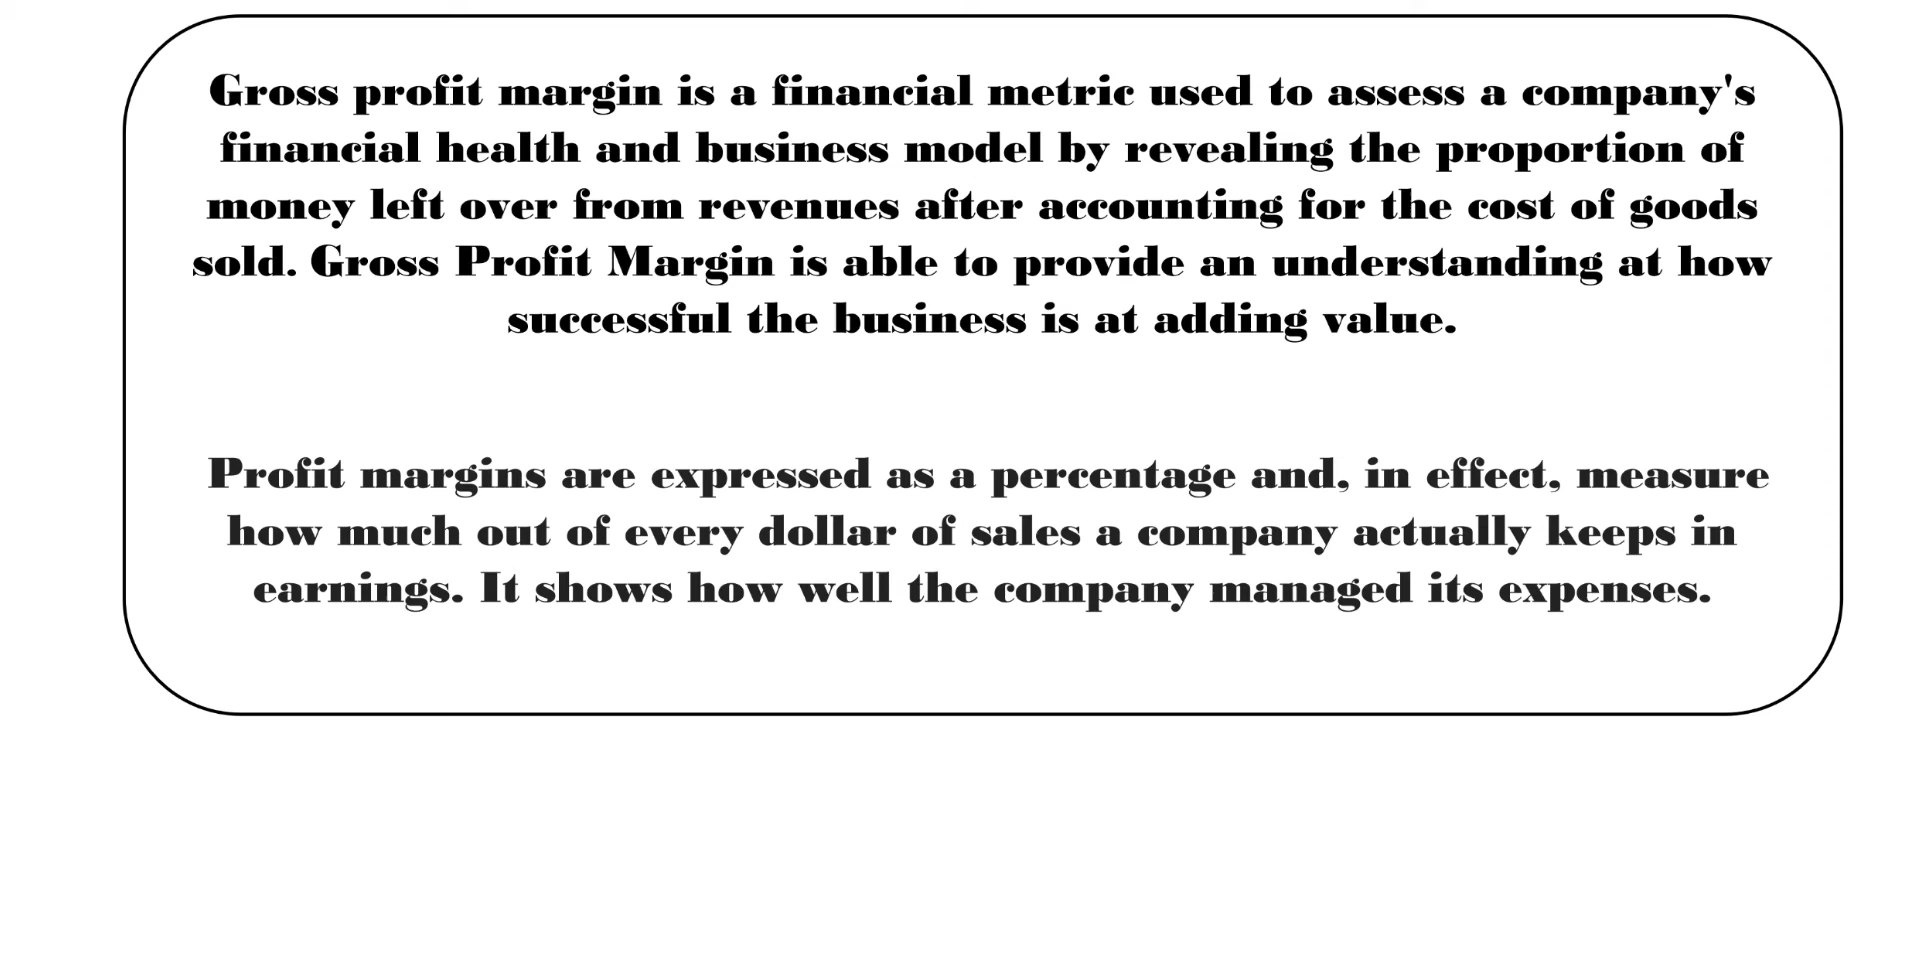 Gross profit margin is a financial metric used to assess a company's
financial health and business model by revealing the proportion of
money left over from revenues after accounting for the cost of goods
sold. Gross Profit Margin is able to provide an understanding at how
successful the business is at adding value.
Profit margins are expressed as a percentage and, in effect, measure
how much out of every dollar of sales a company actually keeps in
earnings. It shows how well the company managed its expenses.